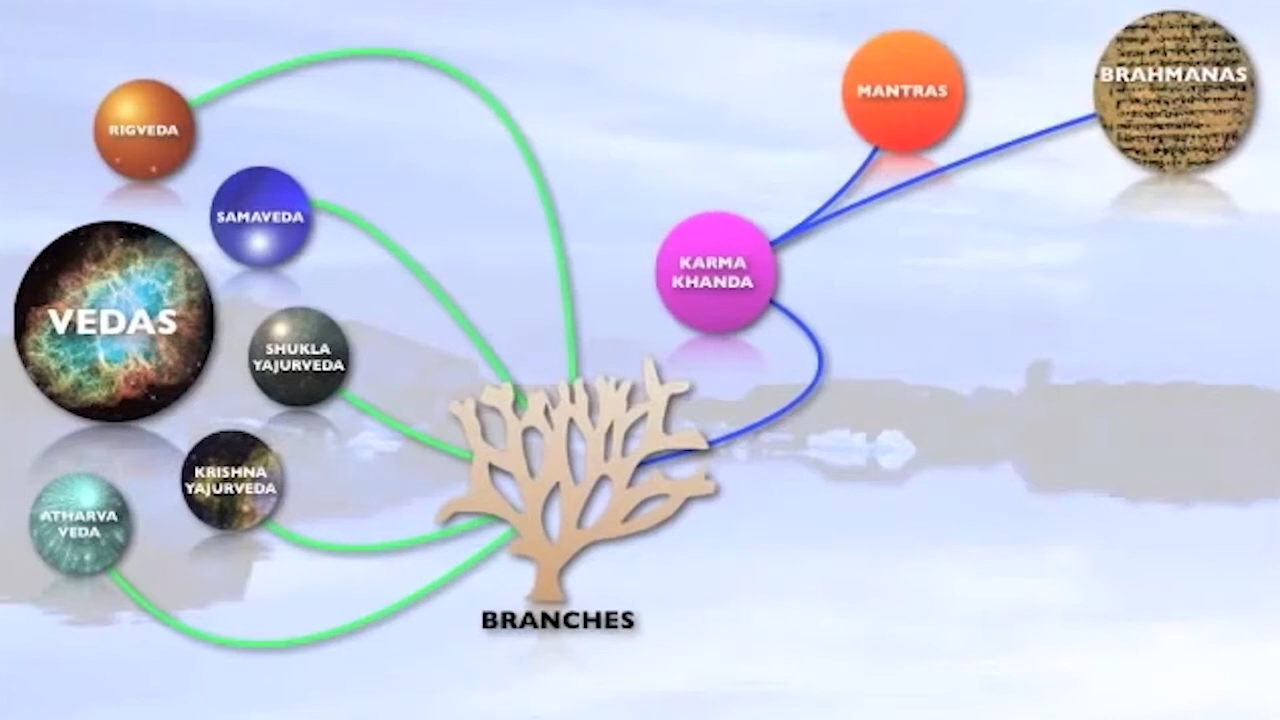 BRAHMANAS
MANTRAS
RIGVEDA
SAMAVEDA
KARMA
KHANDA
VEDAS
SHUKLA
YAJURVEDA
KRISHNA
YAJURVEDA
ATHARVA
VEDA
BRANCHES